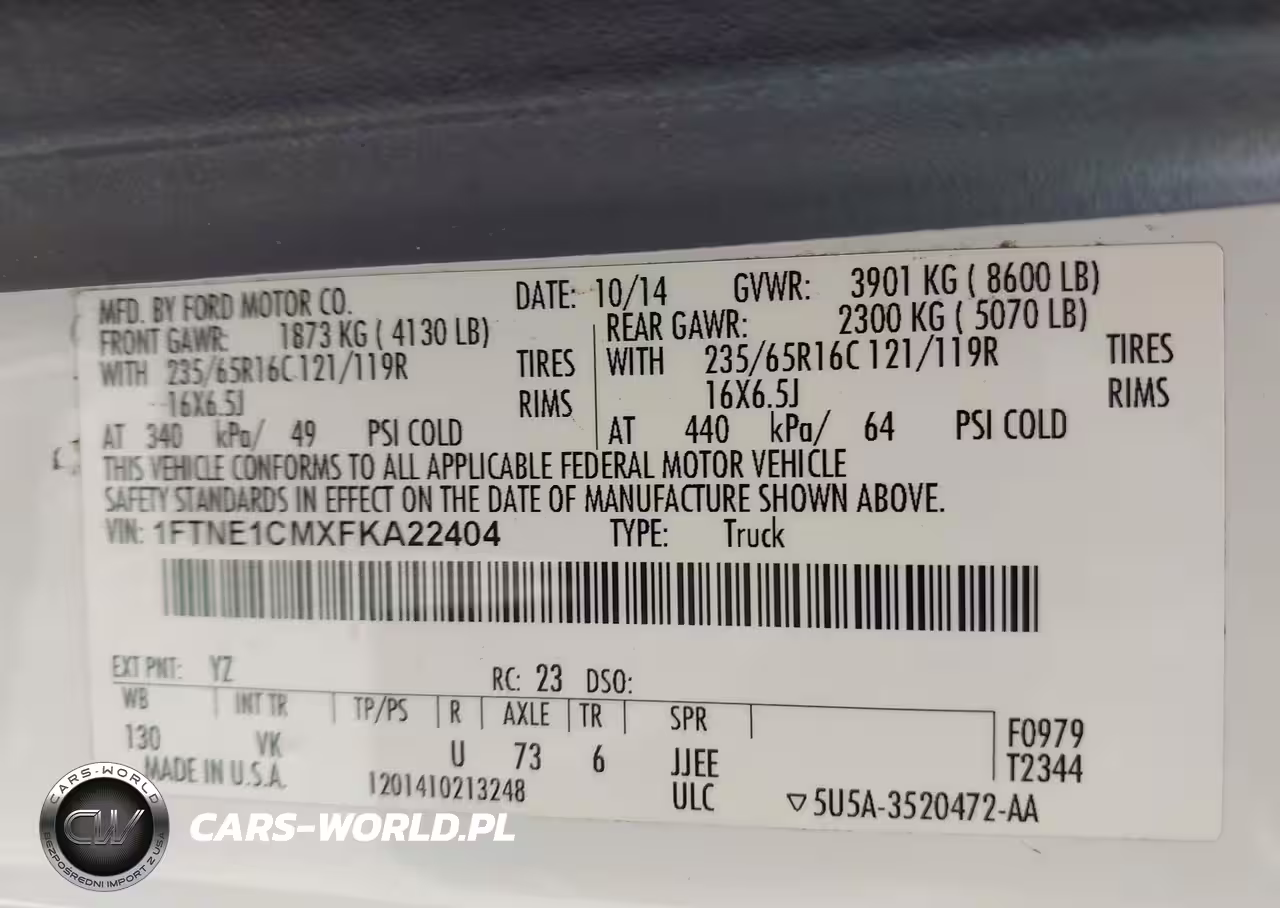 MFD. BY FORD MOTOR CO. DATE: 10/14 GVWR: 3901 KG ( 8600 LB)
FRONT GAWR: 1873 KG ( 4130 LB) REAR GAWR: 2300 KG ( 5070 LB)
WITH 235/65R16C 121/119R TIRES WITH 235/65R16C 121/119R TIRES
16X6.5J RIMS 16X6.5J RIMS
AT 340 kPa/ 49 PSI COLD AT 440 kPa/ 64 PSI COLD
THIS VEHICLE CONFORMS TO ALL APPLICABLE FEDERAL MOTOR VEHICLE
SAFETY STANDARDS IN EFFECT ON THE DATE OF MANUFACTURE SHOWN ABOVE.
VIN: 1FTNE1CMXFKA22404 TYPE: Truck
EXT PNT: YZ RC: 23 DSO:
WB INT TR TP/PS R AXLE TR SPR
130 VK U 73 6 JJEE F0979
MADE IN U.S.A. 1201410213248 ULC T2344
▽5U5A-3520472-AA
CARS-WORLD
CW
BEZPOŚREDNI IMPORT Z USA
CARS-WORLD.PL